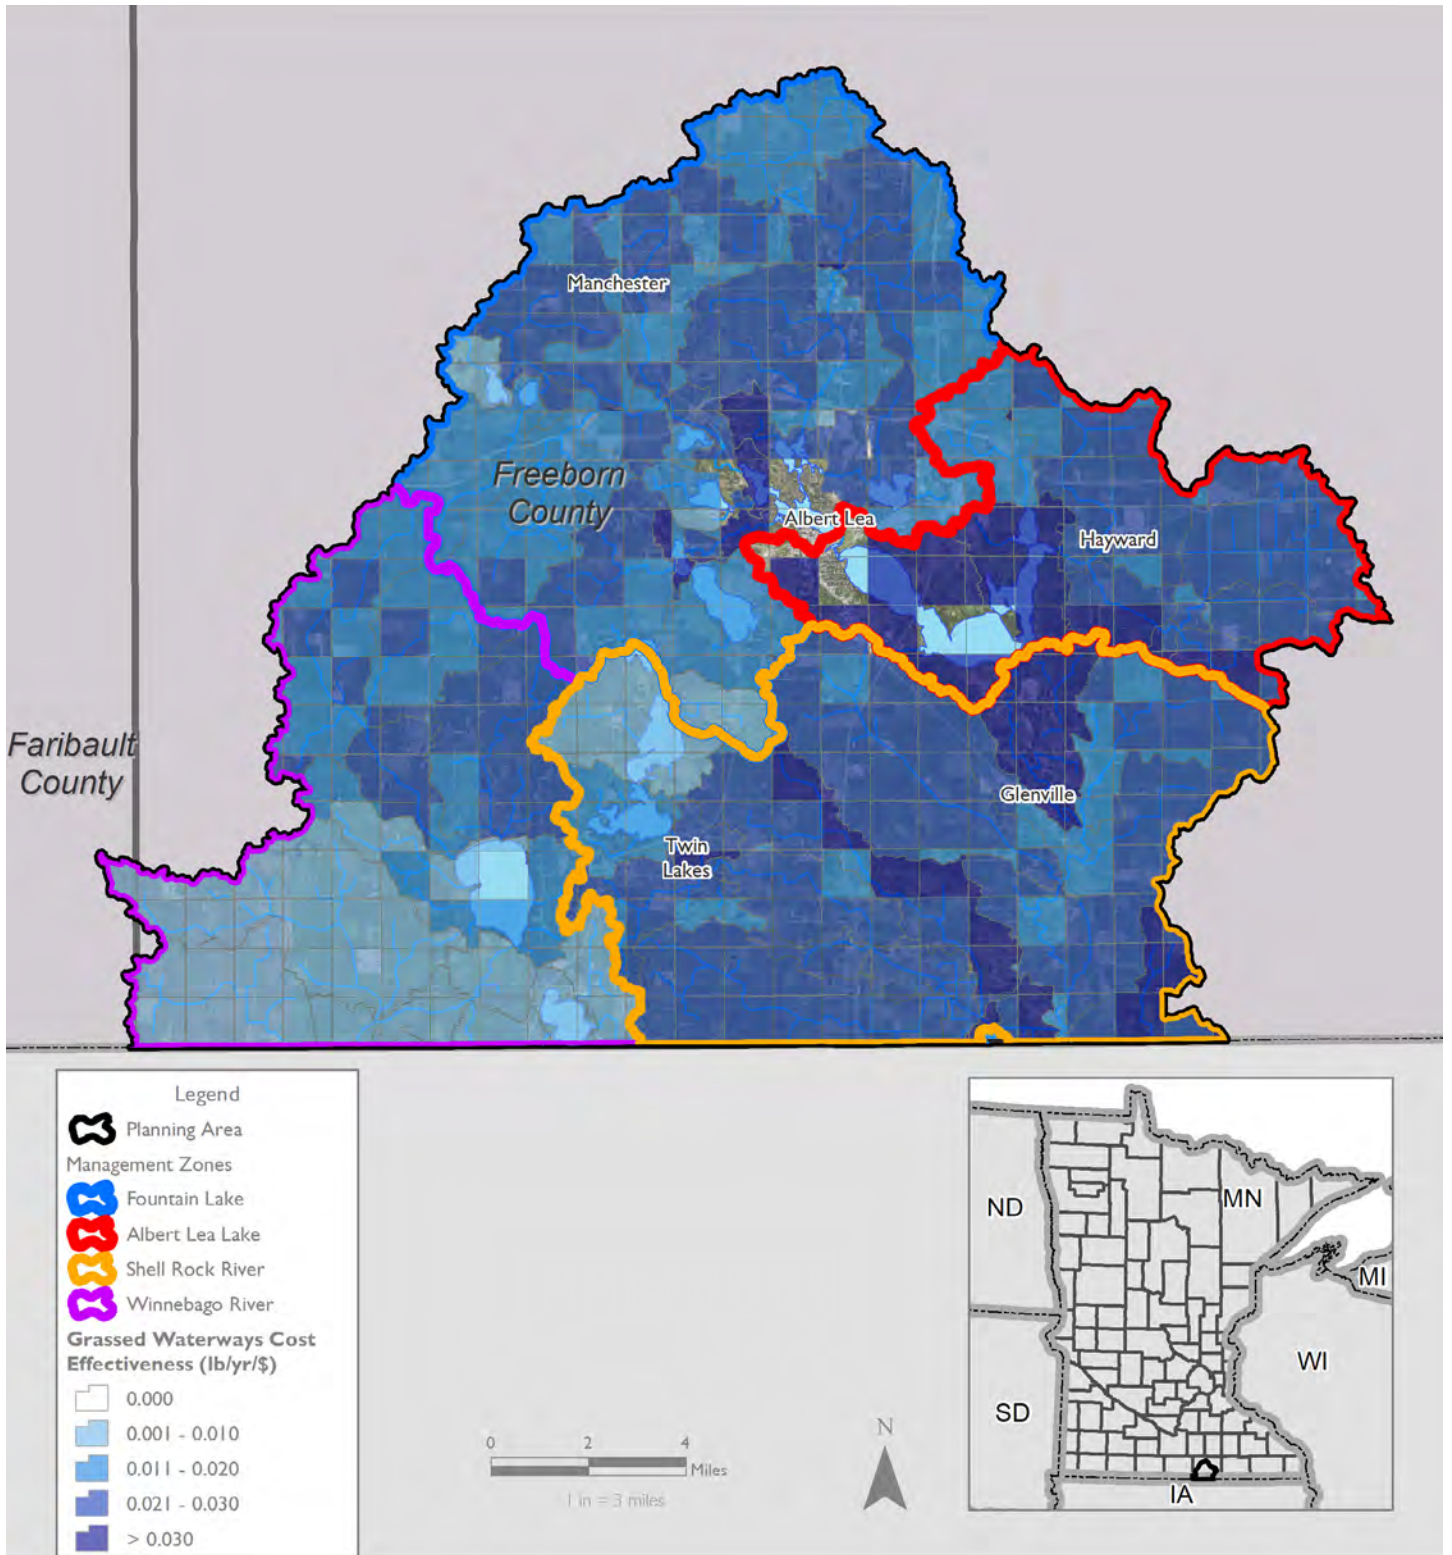 Manchester
Freeborn
County
Albert Lea
Hayward
Faribault
County
Glenville
Twin
Lakes
Legend
Planning Area
Management Zones
Fountain Lake
Albert Lea Lake
Shell Rock River
Winnebago River
Grassed Waterways Cost
Effectiveness (lb/yr/$)
0.000
0.001 - 0.010
0.011 - 0.020
0.021 - 0.030
> 0.030
0 2 4
Miles
1 in = 3 miles
N
ND
MN
MI
WI
SD
IA